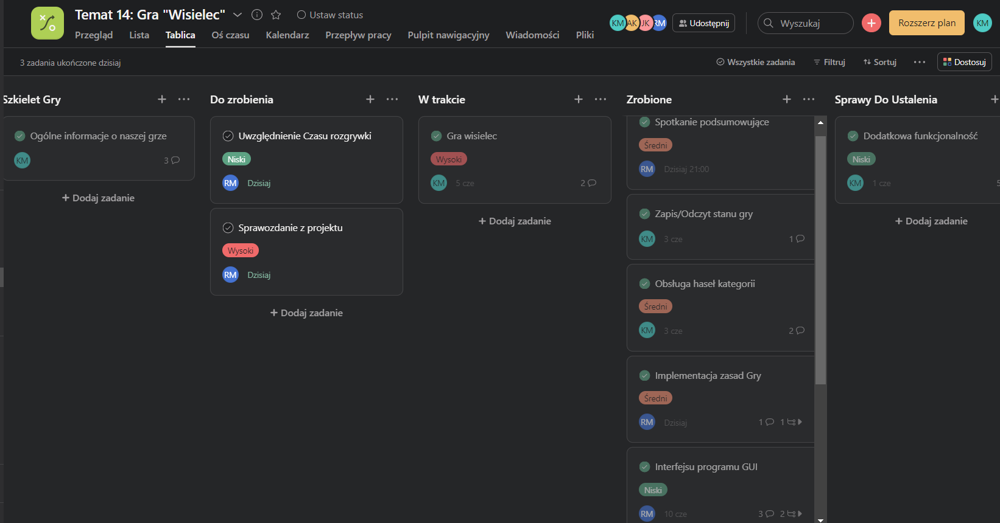 Temat 14: Gra "Wisielec"
Ustaw status
Przegląd Lista Tablica Oś czasu Kalendarz Przepływ pracy Pulpit nawigacyjny Wiadomości Pliki
KM AK JK RM
Udostępnij
Wyszukaj
Rozszerz plan
KM
3 zadania ukończone dzisiaj
Wszystkie zadania
Filtruj
Sortuj
Dostosuj
Szkielet Gry
Ogólne informacje o naszej grze
KM 3
+ Dodaj zadanie
Do zrobienia
Uwzględnienie Czasu rozgrywki
Niski
RM Dzisiaj
Sprawozdanie z projektu
Wysoki
RM Dzisiaj
+ Dodaj zadanie
W trakcie
Gra wisielec
Wysoki
KM 5 cze 2
+ Dodaj zadanie
Zrobione
Spotkanie podsumowujące
Średni
RM Dzisiaj 21:00
Zapis/Odczyt stanu gry
KM 3 cze 1
Obsługa haseł kategorii
Średni
KM 3 cze 2
Implementacja zasad Gry
Średni
RM Dzisiaj 1 1
Interfejsu programu GUI
Niski
RM 10 cze 3 2
Sprawy Do Ustalenia
Dodatkowa funkcjonalność
Niski
KM 1 cze 5
+ Dodaj zadanie